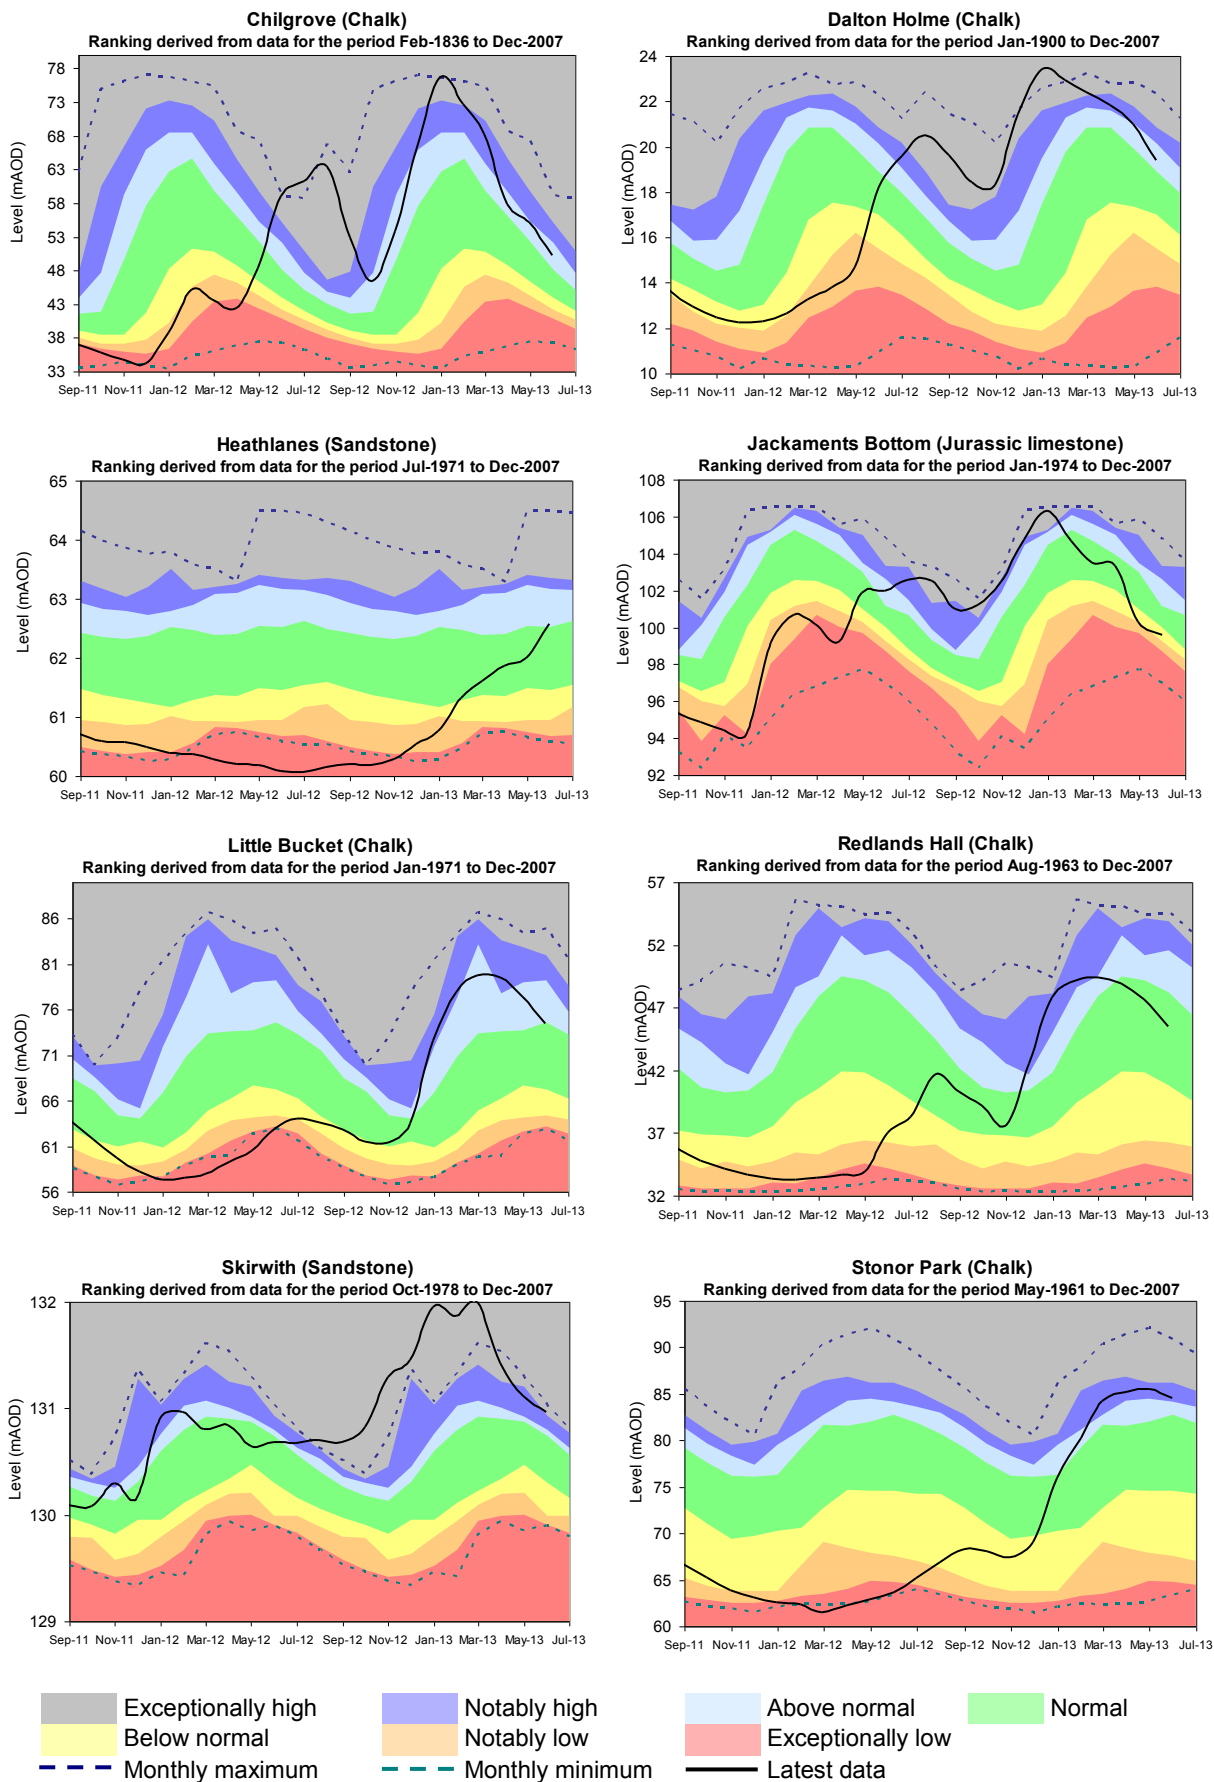 Chilgrove (Chalk)
Ranking derived from data for the period Feb-1836 to Dec-2007
Level (mAOD)
78
73
68
63
58
53
48
43
38
33
Sep-11 Nov-11 Jan-12 Mar-12 May-12 Jul-12 Sep-12 Nov-12 Jan-13 Mar-13 May-13 Jul-13
Dalton Holme (Chalk)
Ranking derived from data for the period Jan-1900 to Dec-2007
Level (mAOD)
24
22
20
18
16
14
12
10
Sep-11 Nov-11 Jan-12 Mar-12 May-12 Jul-12 Sep-12 Nov-12 Jan-13 Mar-13 May-13 Jul-13
Heathlanes (Sandstone)
Ranking derived from data for the period Jul-1971 to Dec-2007
Level (mAOD)
65
64
63
62
61
60
Sep-11 Nov-11 Jan-12 Mar-12 May-12 Jul-12 Sep-12 Nov-12 Jan-13 Mar-13 May-13 Jul-13
Jackaments Bottom (Jurassic limestone)
Ranking derived from data for the period Jan-1974 to Dec-2007
Level (mAOD)
108
106
104
102
100
98
96
94
92
Sep-11 Nov-11 Jan-12 Mar-12 May-12 Jul-12 Sep-12 Nov-12 Jan-13 Mar-13 May-13 Jul-13
Little Bucket (Chalk)
Ranking derived from data for the period Jan-1971 to Dec-2007
Level (mAOD)
86
81
76
71
66
61
56
Sep-11 Nov-11 Jan-12 Mar-12 May-12 Jul-12 Sep-12 Nov-12 Jan-13 Mar-13 May-13 Jul-13
Redlands Hall (Chalk)
Ranking derived from data for the period Aug-1963 to Dec-2007
Level (mAOD)
57
52
47
42
37
32
Sep-11 Nov-11 Jan-12 Mar-12 May-12 Jul-12 Sep-12 Nov-12 Jan-13 Mar-13 May-13 Jul-13
Skirwith (Sandstone)
Ranking derived from data for the period Oct-1978 to Dec-2007
Level (mAOD)
132
131
130
129
Sep-11 Nov-11 Jan-12 Mar-12 May-12 Jul-12 Sep-12 Nov-12 Jan-13 Mar-13 May-13 Jul-13
Stonor Park (Chalk)
Ranking derived from data for the period May-1961 to Dec-2007
Level (mAOD)
95
90
85
80
75
70
65
60
Sep-11 Nov-11 Jan-12 Mar-12 May-12 Jul-12 Sep-12 Nov-12 Jan-13 Mar-13 May-13 Jul-13
Exceptionally high Notably high Above normal Normal
Below normal Notably low Exceptionally low
Monthly maximum Monthly minimum Latest data